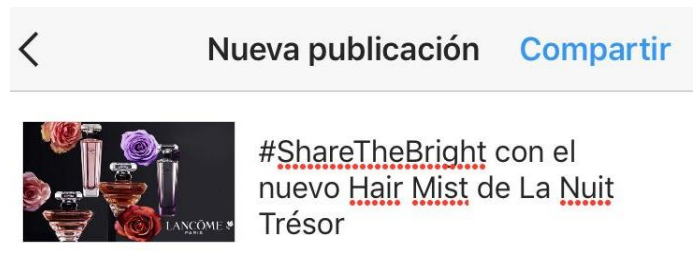 Nueva publicación Compartir
#ShareTheBright con el
nuevo Hair Mist de La Nuit
Trésor
LANCÔME
PARIS